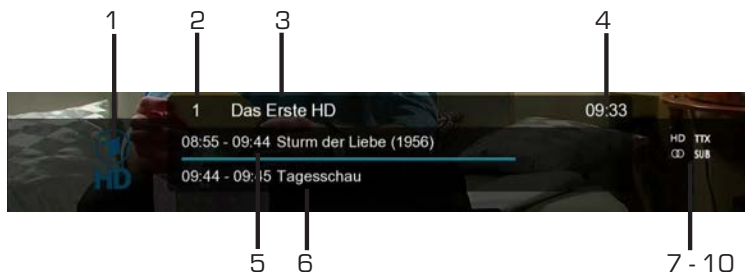 1 2 3 4
1 Das Erste HD 09:33
08:55 - 09:44 Sturm der Liebe (1956)
HD TTX
HD
SUB
09:44 - 09:45 Tagesschau
5 6 7 - 10